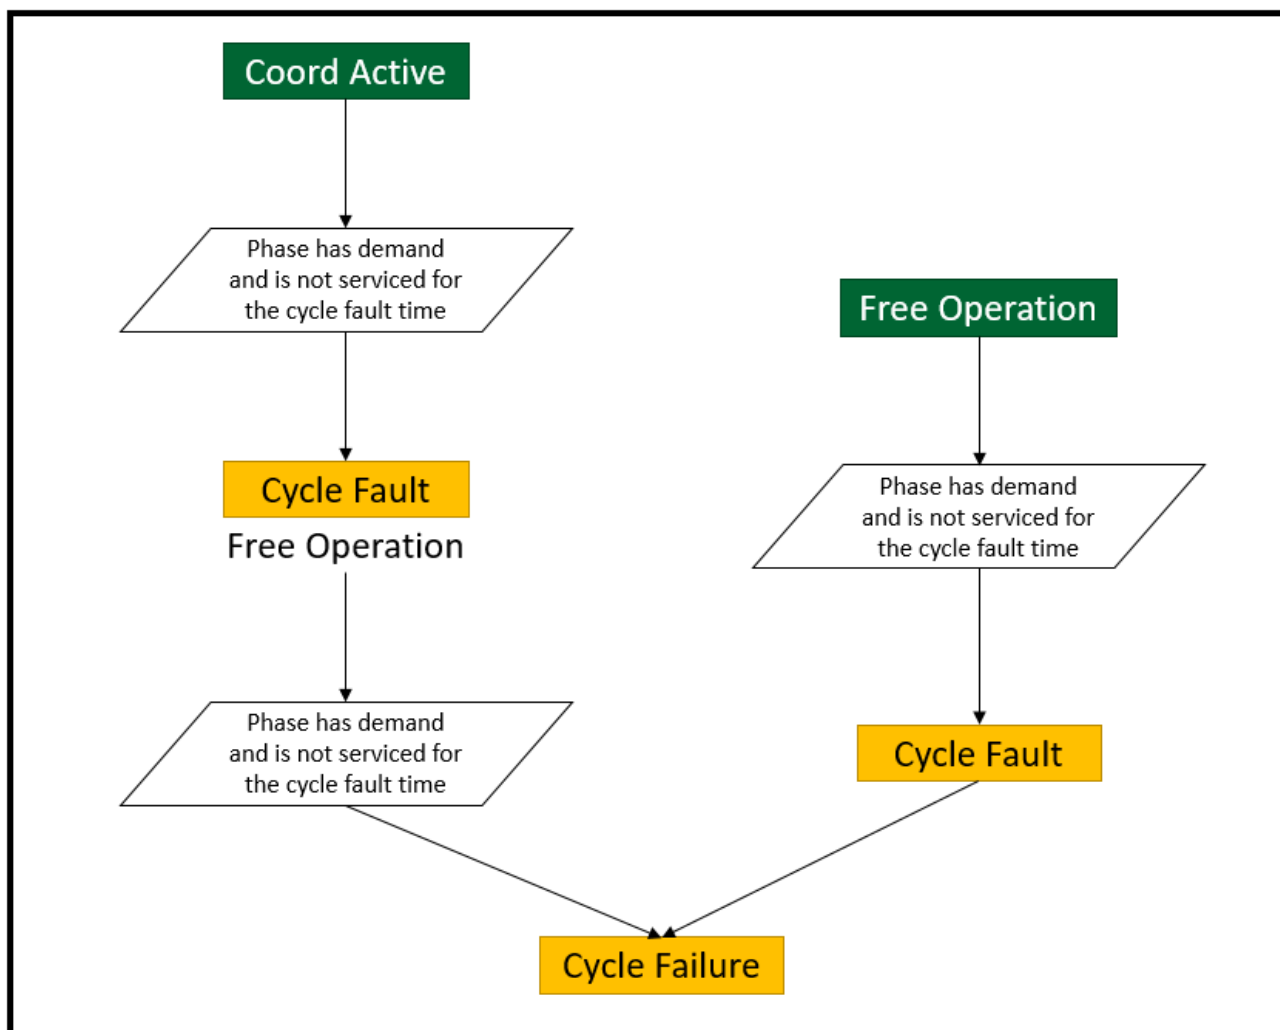 Coord Active
Phase has demand
and is not serviced for
the cycle fault time
Cycle Fault
Free Operation
Phase has demand
and is not serviced for
the cycle fault time
Free Operation
Phase has demand
and is not serviced for
the cycle fault time
Cycle Fault
Cycle Failure